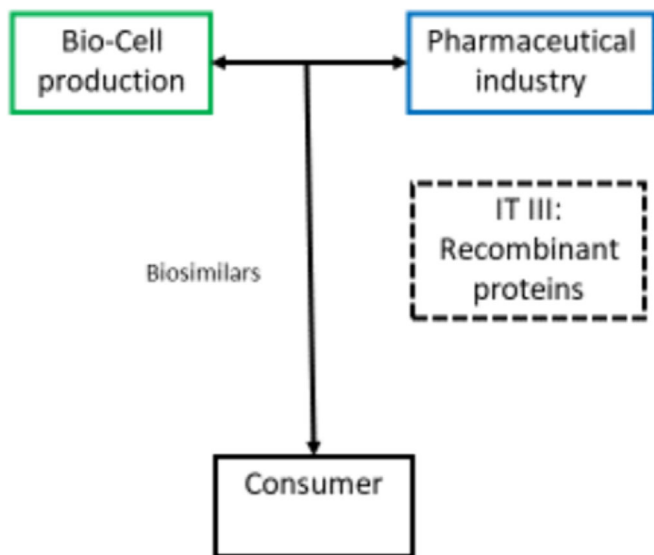 Bio-Cell
production
Pharmaceutical
industry
IT III:
Recombinant
proteins
Biosimilars
Consumer